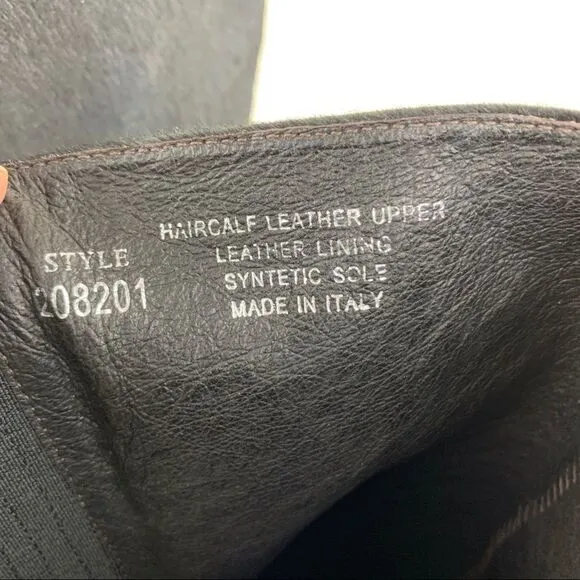 STYLE
208201
HAIRCALF LEATHER UPPER
LEATHER LINING
SYNTETIC SOLE
MADE IN ITALY